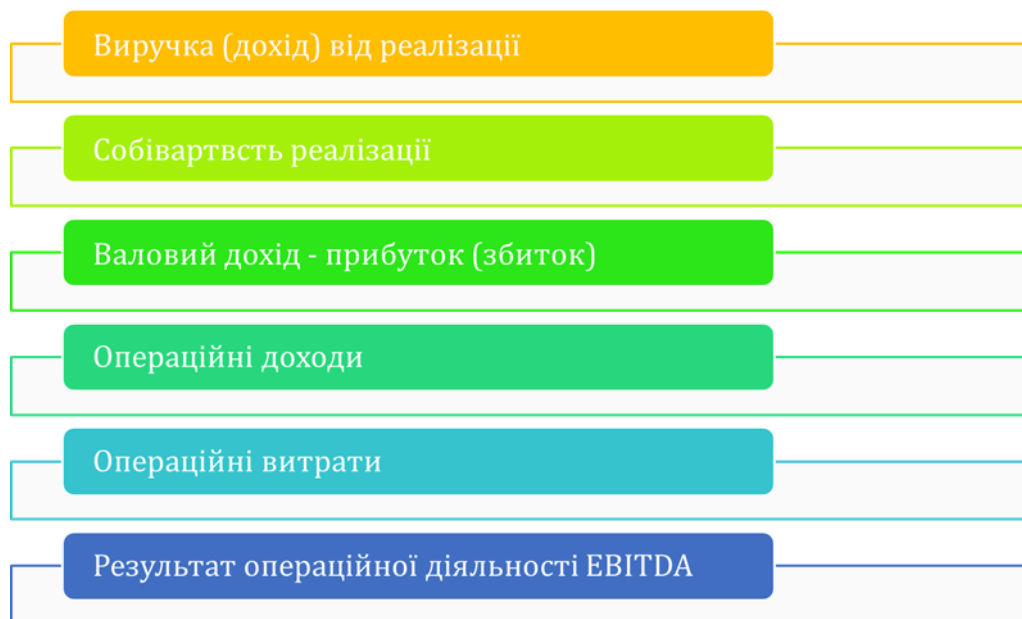 Виручка (дохід) від реалізації
Собівартвсть реалізації
Валовий дохід - прибуток (збиток)
Операційні доходи
Операційні витрати
Результат операційної діяльності EBITDA